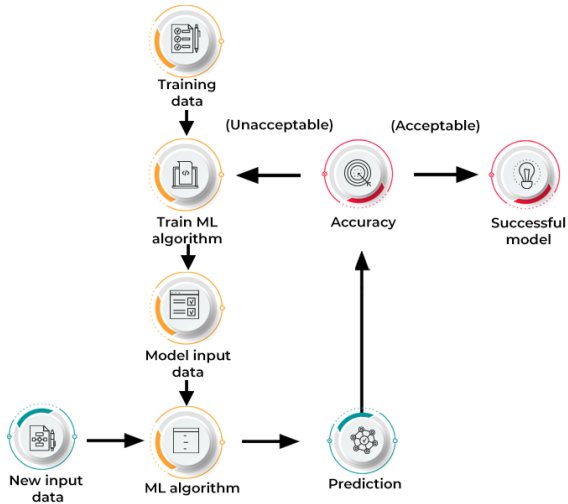 Training
data
(Unacceptable)
(Acceptable)
Train ML
algorithm
Accuracy
Successful
model
Model input
data
New input
data
ML algorithm
Prediction